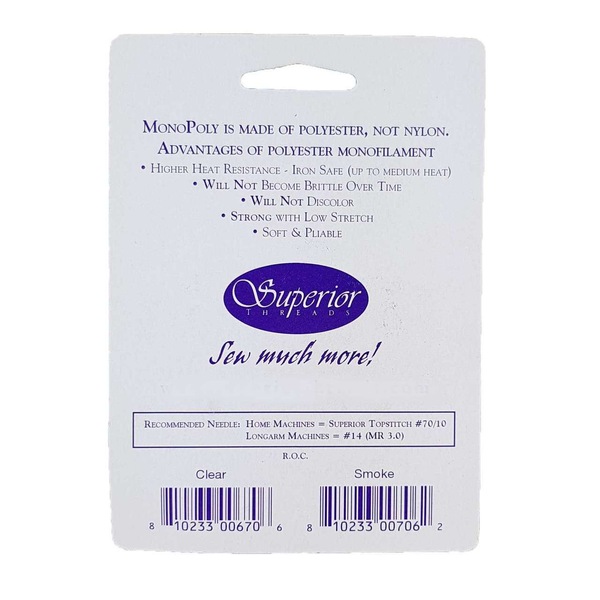 MonoPoly is made of polyester, not nylon.
Advantages of polyester monofilament
• Higher Heat Resistance - Iron Safe (up to medium heat)
• Will Not Become Brittle Over Time
• Will Not Discolor
• Strong with Low Stretch
• Soft & Pliable
Superior
THREADS
Sew much more!
Recommended Needle: Home Machines = Superior Topstitch #70/10
Longarm Machines = #14 (MR 3.0)
R.O.C.
Clear Smoke
8 10233 00670 6 8 10233 00706 2